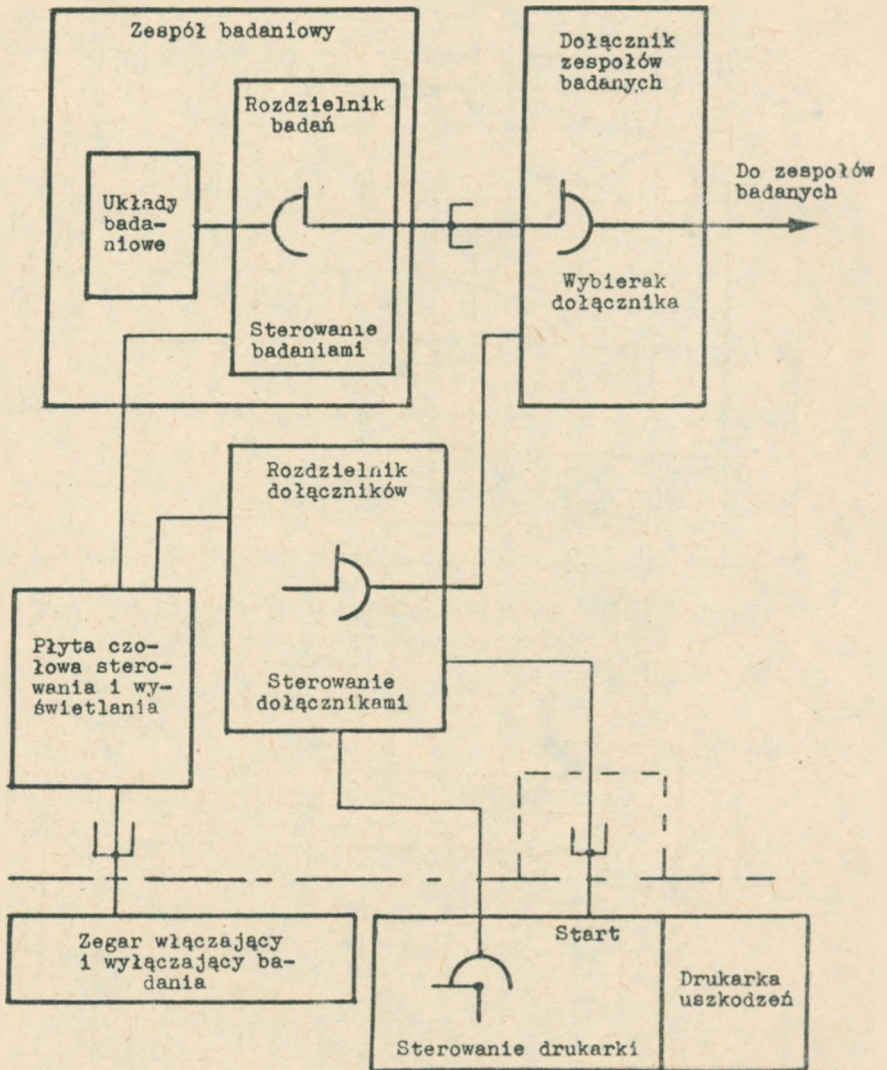 Zespół badaniowy
Rozdzielnik
badań
Układy
bada-
niowe
Sterowanie
badaniami
Dołącznik
zespołów
badanych
Wybierak
dołącznika
Do zespołów
badanych
Rozdzielnik
dołączników
Sterowanie
dołącznikami
Płyta czo-
łowa stero-
wania i wy-
świetlania
Zegar włączający
i wyłączający ba-
dania
Start
Sterowanie drukarki
Drukarka
uszkodzeń